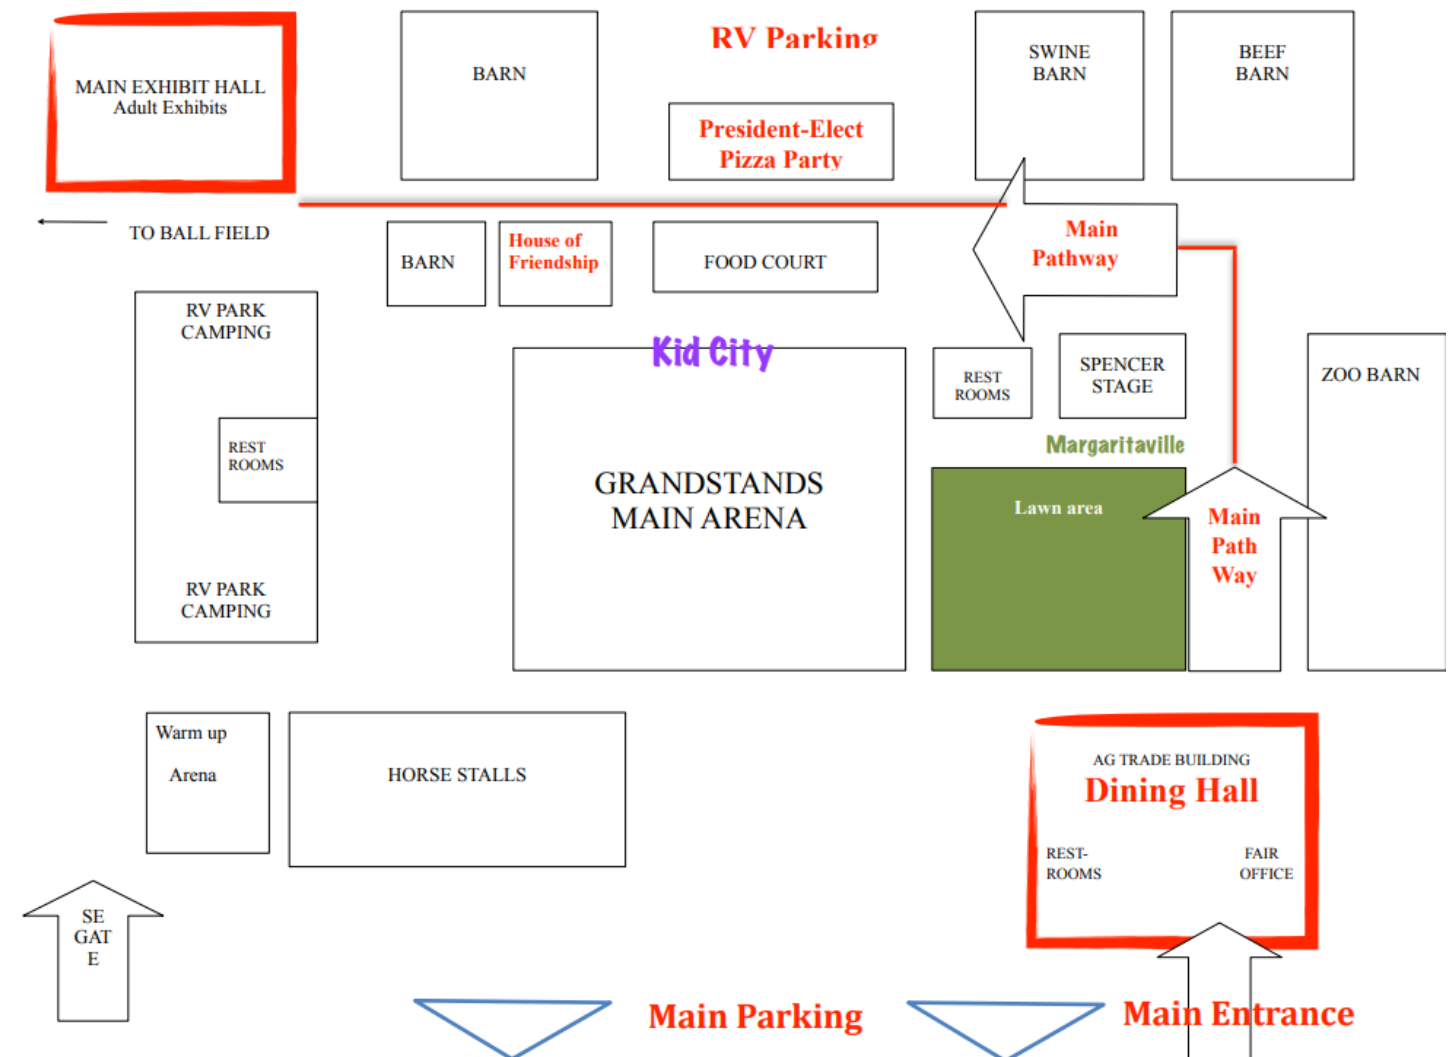 RV Parking
MAIN EXHIBIT HALL
Adult Exhibits
BARN
SWINE
BARN
BEEF
BARN
President-Elect
Pizza Party
TO BALL FIELD
BARN
House of
Friendship
FOOD COURT
Main
Pathway
RV PARK
CAMPING
Kid City
REST
ROOMS
SPENCER
STAGE
ZOO BARN
REST
ROOMS
GRANDSTANDS
MAIN ARENA
Margaritaville
Lawn area
Main
Path
Way
RV PARK
CAMPING
Warm up
Arena
HORSE STALLS
AG TRADE BUILDING
Dining Hall
REST-
ROOMS
FAIR
OFFICE
SE
GAT
E
Main Parking
Main Entrance